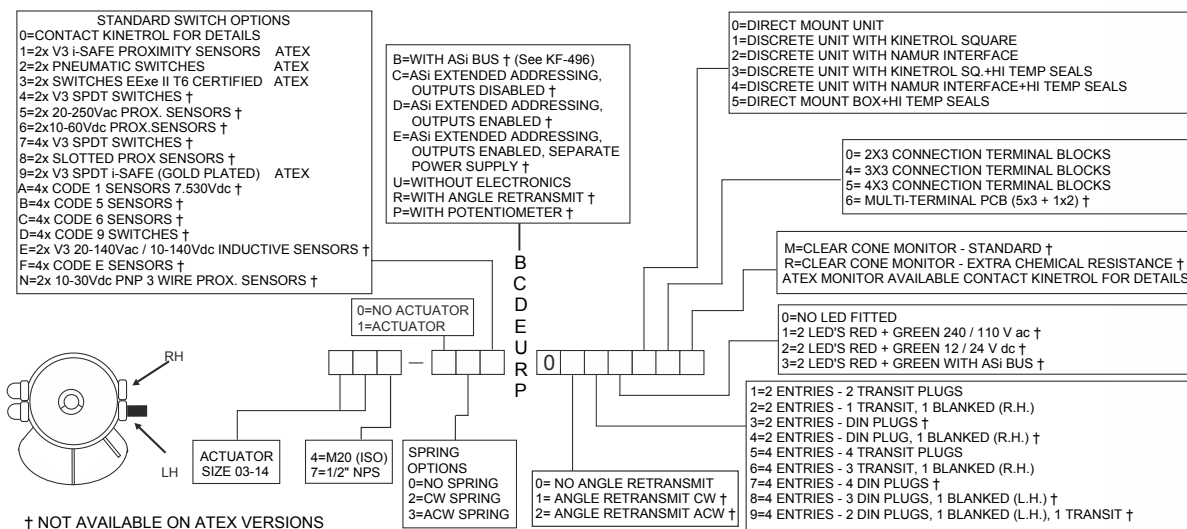 STANDARD SWITCH OPTIONS
0=CONTACT KINETROL FOR DETAILS
1=2x V3 i-SAFE PROXIMITY SENSORS ATEX
2=2x PNEUMATIC SWITCHES ATEX
3=2x SWITCHES EExe II T6 CERTIFIED ATEX
4=2x V3 SPDT SWITCHES †
5=2x 20-250Vac PROX. SENSORS †
6=2x10-60Vdc PROX.SENSORS †
7=4x V3 SPDT SWITCHES †
8=2x SLOTTED PROX SENSORS †
9=2x V3 SPDT i-SAFE (GOLD PLATED) ATEX
A=4x CODE 1 SENSORS 7.530Vdc †
B=4x CODE 5 SENSORS †
C=4x CODE 6 SENSORS †
D=4x CODE 9 SWITCHES †
E=2x V3 20-140Vac / 10-140Vdc INDUCTIVE SENSORS †
F=4x CODE E SENSORS †
N=2x 10-30Vdc PNP 3 WIRE PROX. SENSORS †
B=WITH ASi BUS † (See KF-496)
C=ASi EXTENDED ADDRESSING,
OUTPUTS DISABLED †
D=ASi EXTENDED ADDRESSING,
OUTPUTS ENABLED †
E=ASi EXTENDED ADDRESSING,
OUTPUTS ENABLED, SEPARATE
POWER SUPPLY †
U=WITHOUT ELECTRONICS
R=WITH ANGLE RETRANSMIT †
P=WITH POTENTIOMETER †
0=DIRECT MOUNT UNIT
1=DISCRETE UNIT WITH KINETROL SQUARE
2=DISCRETE UNIT WITH NAMUR INTERFACE
3=DISCRETE UNIT WITH KINETROL SQ.+HI TEMP SEALS
4=DISCRETE UNIT WITH NAMUR INTERFACE+HI TEMP SEALS
5=DIRECT MOUNT BOX+HI TEMP SEALS
0= 2X3 CONNECTION TERMINAL BLOCKS
4= 3X3 CONNECTION TERMINAL BLOCKS
5= 4X3 CONNECTION TERMINAL BLOCKS
6= MULTI-TERMINAL PCB (5x3 + 1x2) †
M=CLEAR CONE MONITOR - STANDARD †
R=CLEAR CONE MONITOR - EXTRA CHEMICAL RESISTANCE †
ATEX MONITOR AVAILABLE CONTACT KINETROL FOR DETAILS
0=NO ACTUATOR
1=ACTUATOR
B
C
D
E
U
R
P
0
0=NO LED FITTED
1=2 LED'S RED + GREEN 240 / 110 V ac †
2=2 LED'S RED + GREEN 12 / 24 V dc †
3=2 LED'S RED + GREEN WITH ASi BUS †
RH
LH
ACTUATOR
SIZE 03-14
4=M20 (ISO)
7=1/2" NPS
SPRING
OPTIONS
0=NO SPRING
2=CW SPRING
3=ACW SPRING
0= NO ANGLE RETRANSMIT
1= ANGLE RETRANSMIT CW †
2= ANGLE RETRANSMIT ACW †
1=2 ENTRIES - 2 TRANSIT PLUGS
2=2 ENTRIES - 1 TRANSIT, 1 BLANKED (R.H.)
3=2 ENTRIES - DIN PLUGS †
4=2 ENTRIES - DIN PLUG, 1 BLANKED (R.H.) †
5=4 ENTRIES - 4 TRANSIT PLUGS
6=4 ENTRIES - 3 TRANSIT, 1 BLANKED (R.H.)
7=4 ENTRIES - 4 DIN PLUGS †
8=4 ENTRIES - 3 DIN PLUGS, 1 BLANKED (L.H.) †
9=4 ENTRIES - 2 DIN PLUGS, 1 BLANKED (L.H.), 1 TRANSIT †
† NOT AVAILABLE ON ATEX VERSIONS